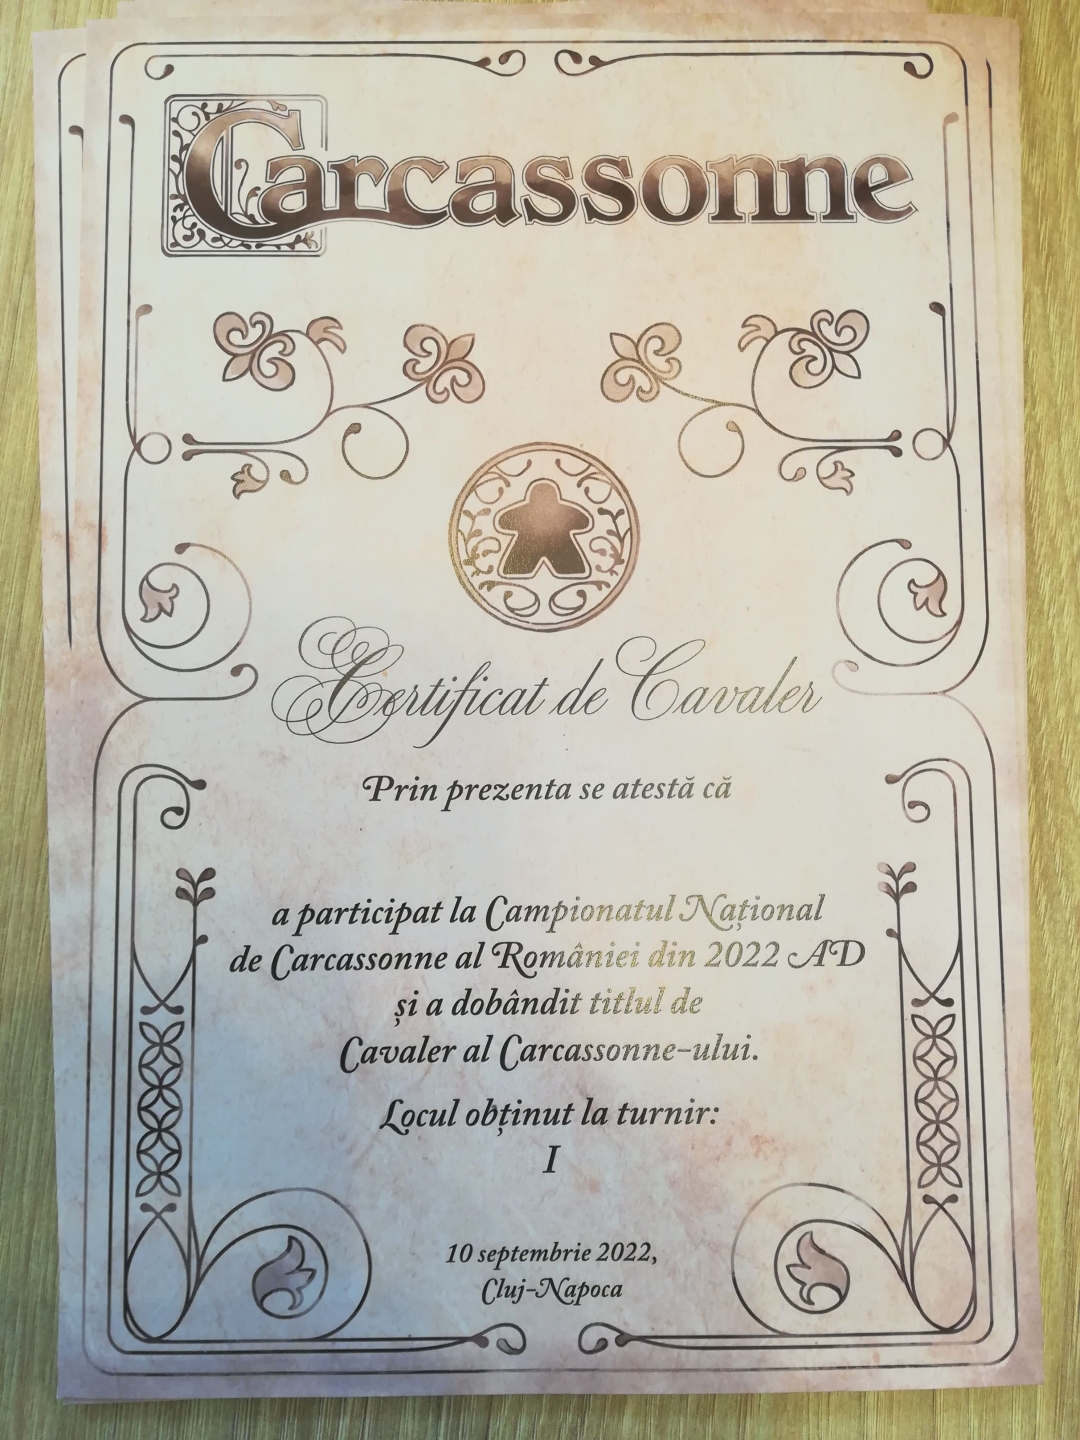 Carcassonne
Certificat de Cavaler
Prin prezenta se atestă că
a participat la Campionatul Național
de Carcassonne al României din 2022 AD
și a dobândit titlul de
Cavaler al Carcassonne-ului.
Locul obținut la turnir:
I
10 septembrie 2022,
Cluj-Napoca